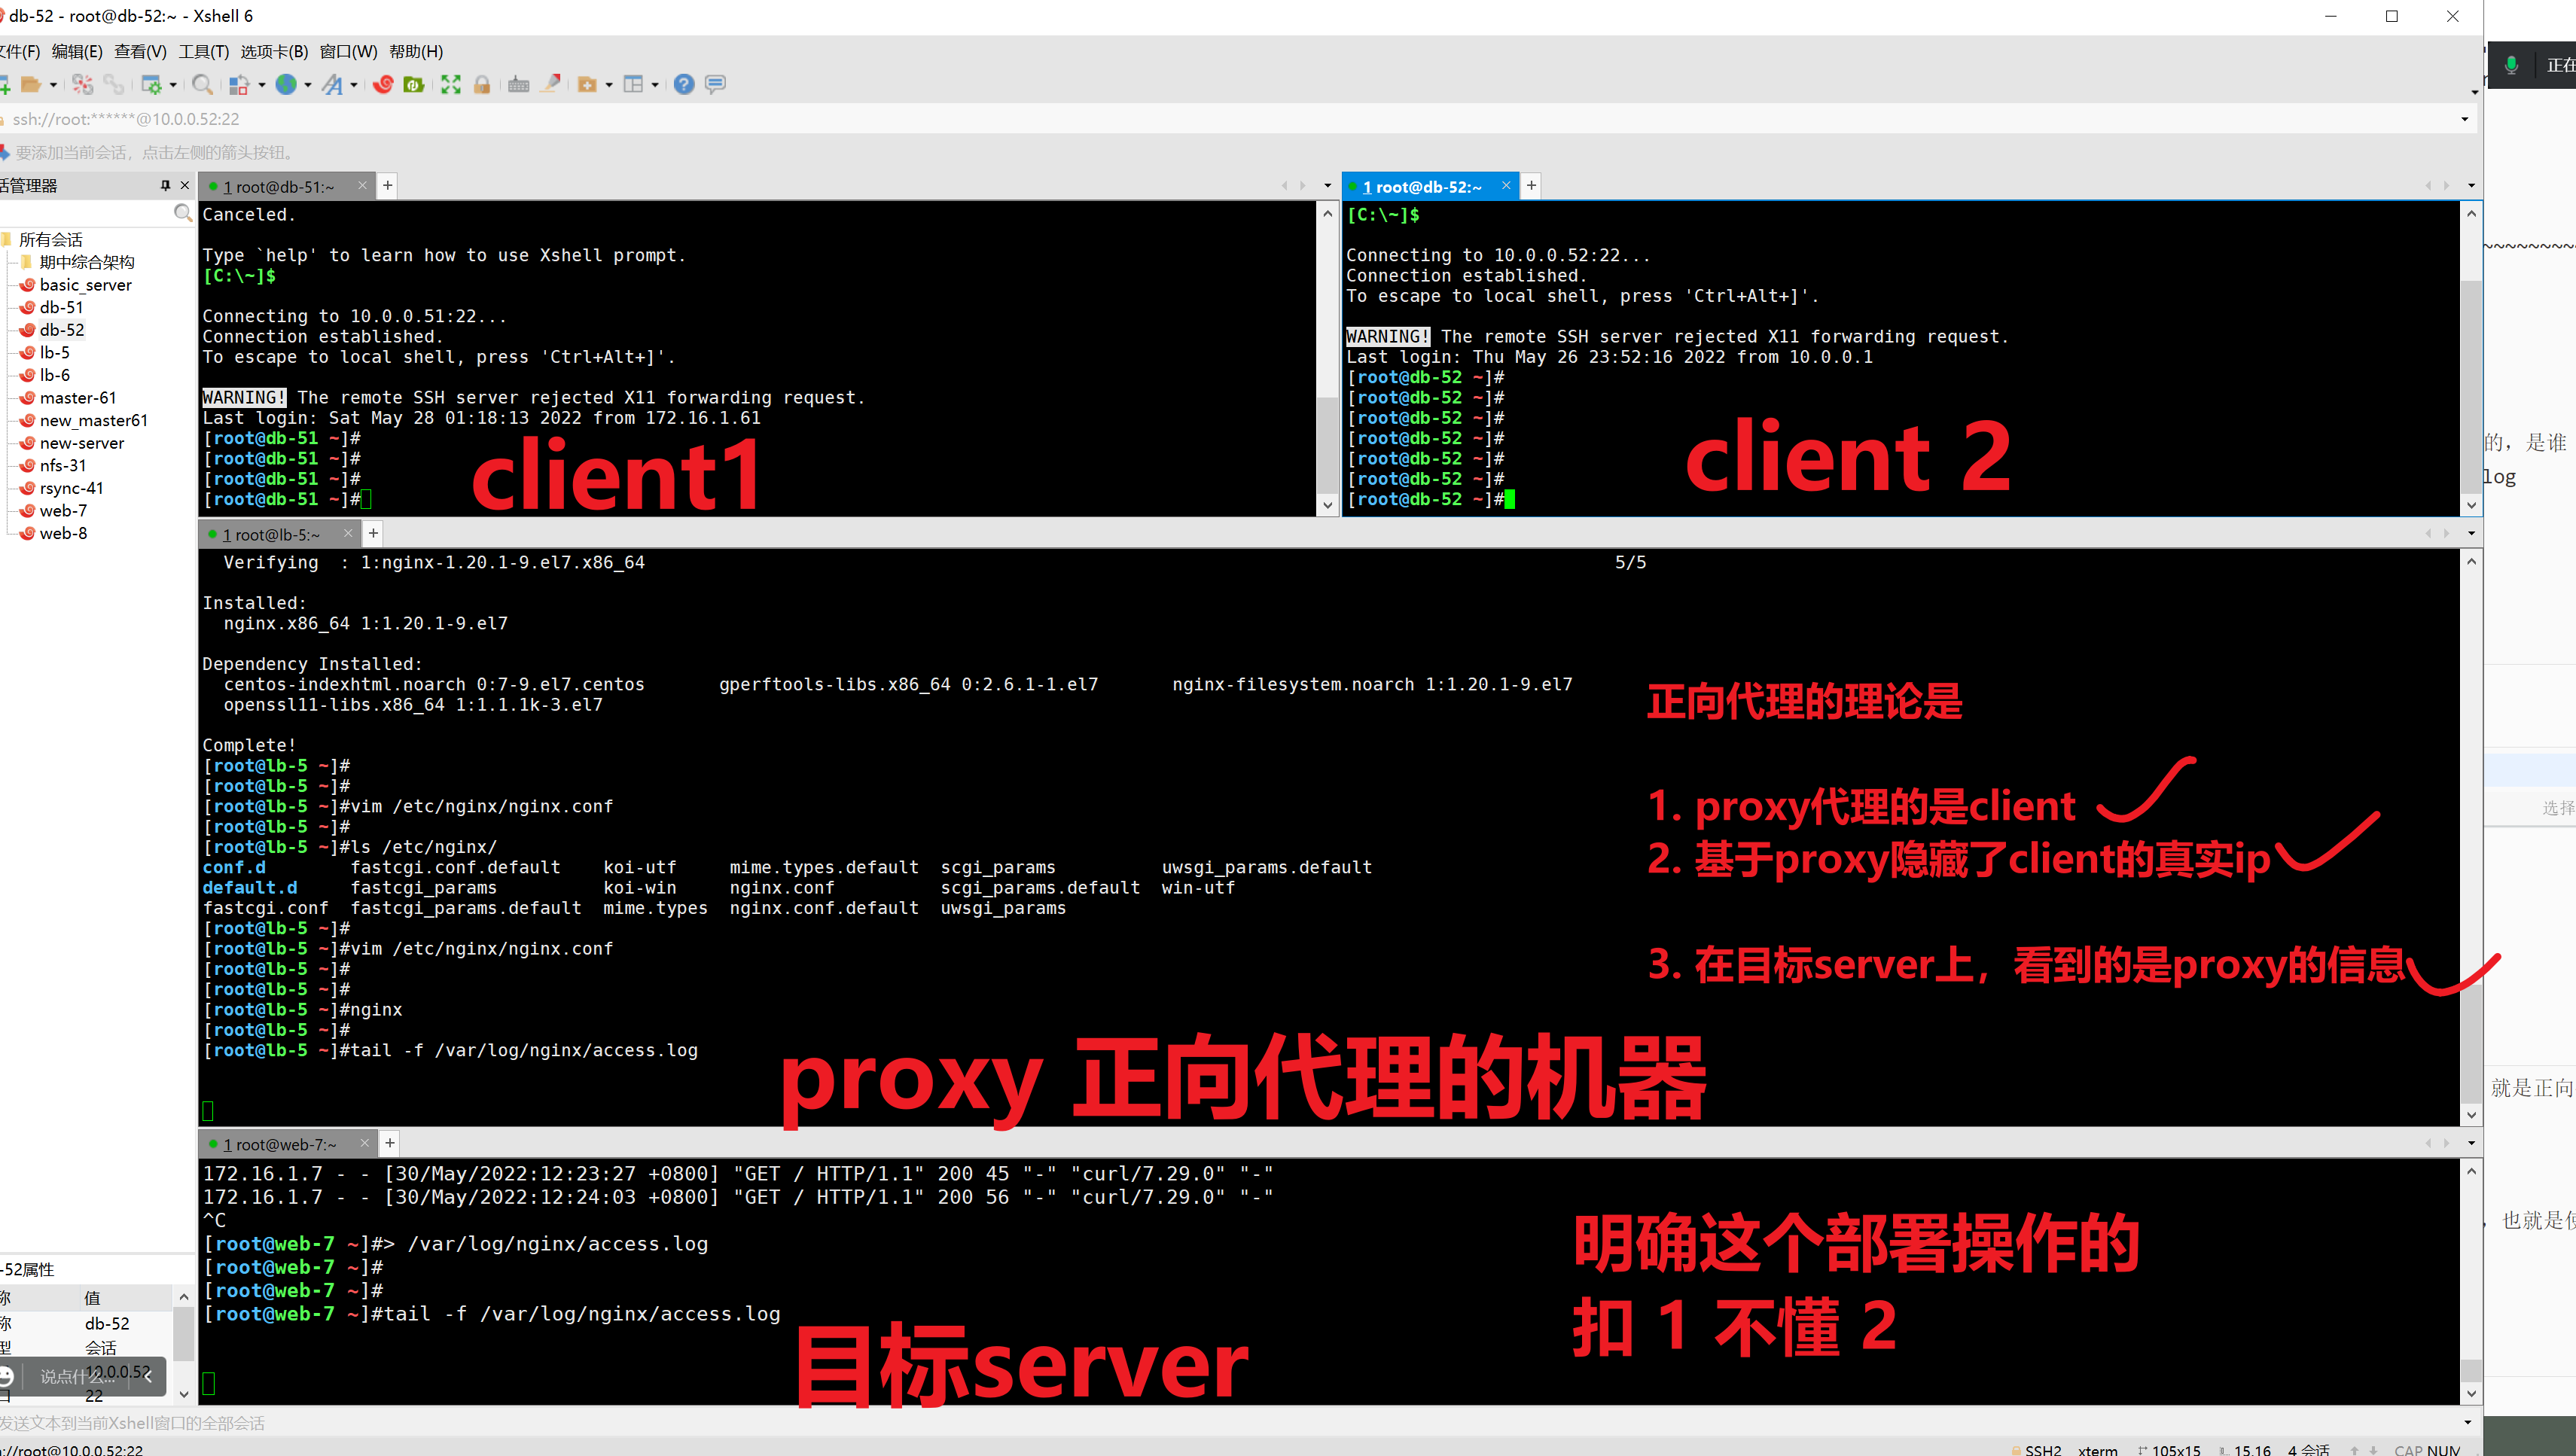 db-52 - root@db-52:~ - Xshell 6
文件(F) 编辑(E) 查看(V) 工具(T) 选项卡(B) 窗口(W) 帮助(H)
正在
ssh://root:******@10.0.0.52:22
要添加当前会话，点击左侧的箭头按钮。
话管理器
所有会话
期中综合架构
basic_server
db-51
db-52
lb-5
lb-6
master-61
new_master61
new-server
nfs-31
rsync-41
web-7
web-8
1 root@db-51:~
Canceled.
Type `help' to learn how to use Xshell prompt.
[C:\~]$
Connecting to 10.0.0.51:22...
Connection established.
To escape to local shell, press 'Ctrl+Alt+]'.
WARNING! The remote SSH server rejected X11 forwarding request.
Last login: Sat May 28 01:18:13 2022 from 172.16.1.61
[root@db-51 ~]#
[root@db-51 ~]#
[root@db-51 ~]#
[root@db-51 ~]#
client1
1 root@db-52:~
[C:\~]$
Connecting to 10.0.0.52:22...
Connection established.
To escape to local shell, press 'Ctrl+Alt+]'.
WARNING! The remote SSH server rejected X11 forwarding request.
Last login: Thu May 26 23:52:16 2022 from 10.0.0.1
[root@db-52 ~]#
[root@db-52 ~]#
[root@db-52 ~]#
[root@db-52 ~]#
[root@db-52 ~]#
[root@db-52 ~]#
[root@db-52 ~]#
client 2
1 root@lb-5:~
Verifying  : 1:nginx-1.20.1-9.el7.x86_64 5/5
Installed:
nginx.x86_64 1:1.20.1-9.el7
Dependency Installed:
centos-indexhtml.noarch 0:7-9.el7.centos gperftools-libs.x86_64 0:2.6.1-1.el7 nginx-filesystem.noarch 1:1.20.1-9.el7
openssl11-libs.x86_64 1:1.1.1k-3.el7
Complete!
[root@lb-5 ~]#
[root@lb-5 ~]#
[root@lb-5 ~]#vim /etc/nginx/nginx.conf
[root@lb-5 ~]#
[root@lb-5 ~]#ls /etc/nginx/
conf.d fastcgi.conf.default koi-utf mime.types.default scgi_params uwsgi_params.default
default.d fastcgi_params koi-win nginx.conf scgi_params.default win-utf
fastcgi.conf fastcgi_params.default mime.types nginx.conf.default uwsgi_params
[root@lb-5 ~]#
[root@lb-5 ~]#vim /etc/nginx/nginx.conf
[root@lb-5 ~]#
[root@lb-5 ~]#
[root@lb-5 ~]#nginx
[root@lb-5 ~]#
[root@lb-5 ~]#tail -f /var/log/nginx/access.log
正向代理的理论是
1. proxy代理的是client
2. 基于proxy隐藏了client的真实ip
3. 在目标server上，看到的是proxy的信息
proxy 正向代理的机器
1 root@web-7:~
172.16.1.7 - - [30/May/2022:12:23:27 +0800] "GET / HTTP/1.1" 200 45 "-" "curl/7.29.0" "-"
172.16.1.7 - - [30/May/2022:12:24:03 +0800] "GET / HTTP/1.1" 200 56 "-" "curl/7.29.0" "-"
^C
[root@web-7 ~]#> /var/log/nginx/access.log
[root@web-7 ~]#
[root@web-7 ~]#
[root@web-7 ~]#tail -f /var/log/nginx/access.log
目标server
明确这个部署操作的
扣 1 不懂 2
-52属性
称 值
称 db-52
型 会话
10.0.0.52
口 22
说点什么...
发送文本到当前Xshell窗口的全部会话
://root@10.0.0.52:22
SSH2 xterm 105x15 15,16 4 会话 CAP NUM
~~~~~~~~~
的，是谁
log
选择
就是正向
，也就是使